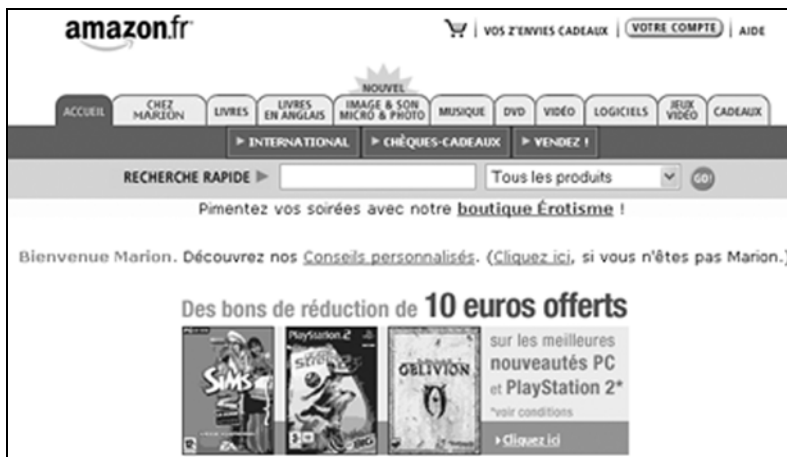 amazon.fr
VOS Z'ENVIES CADEAUX | VOTRE COMPTE | AIDE
NOUVEL
ACCUEIL
CHEZ MARION
LIVRES
LIVRES EN ANGLAIS
IMAGE & SON MICRO & PHOTO
MUSIQUE
DVD
VIDÉO
LOGICIELS
JEUX VIDÉO
CADEAUX
INTERNATIONAL
CHÈQUES-CADEAUX
VENDEZ !
RECHERCHE RAPIDE
Tous les produits
GO!
Pimentez vos soirées avec notre boutique Érotisme !
Bienvenue Marion. Découvrez nos Conseils personnalisés. (Cliquez ici, si vous n'êtes pas Marion.)
Des bons de réduction de 10 euros offerts
SIMS
2
EA
PlayStation 2
STREET
BIG
OBLIVION
sur les meilleures
nouveautés PC
et PlayStation 2*
*voir conditions
Cliquez ici